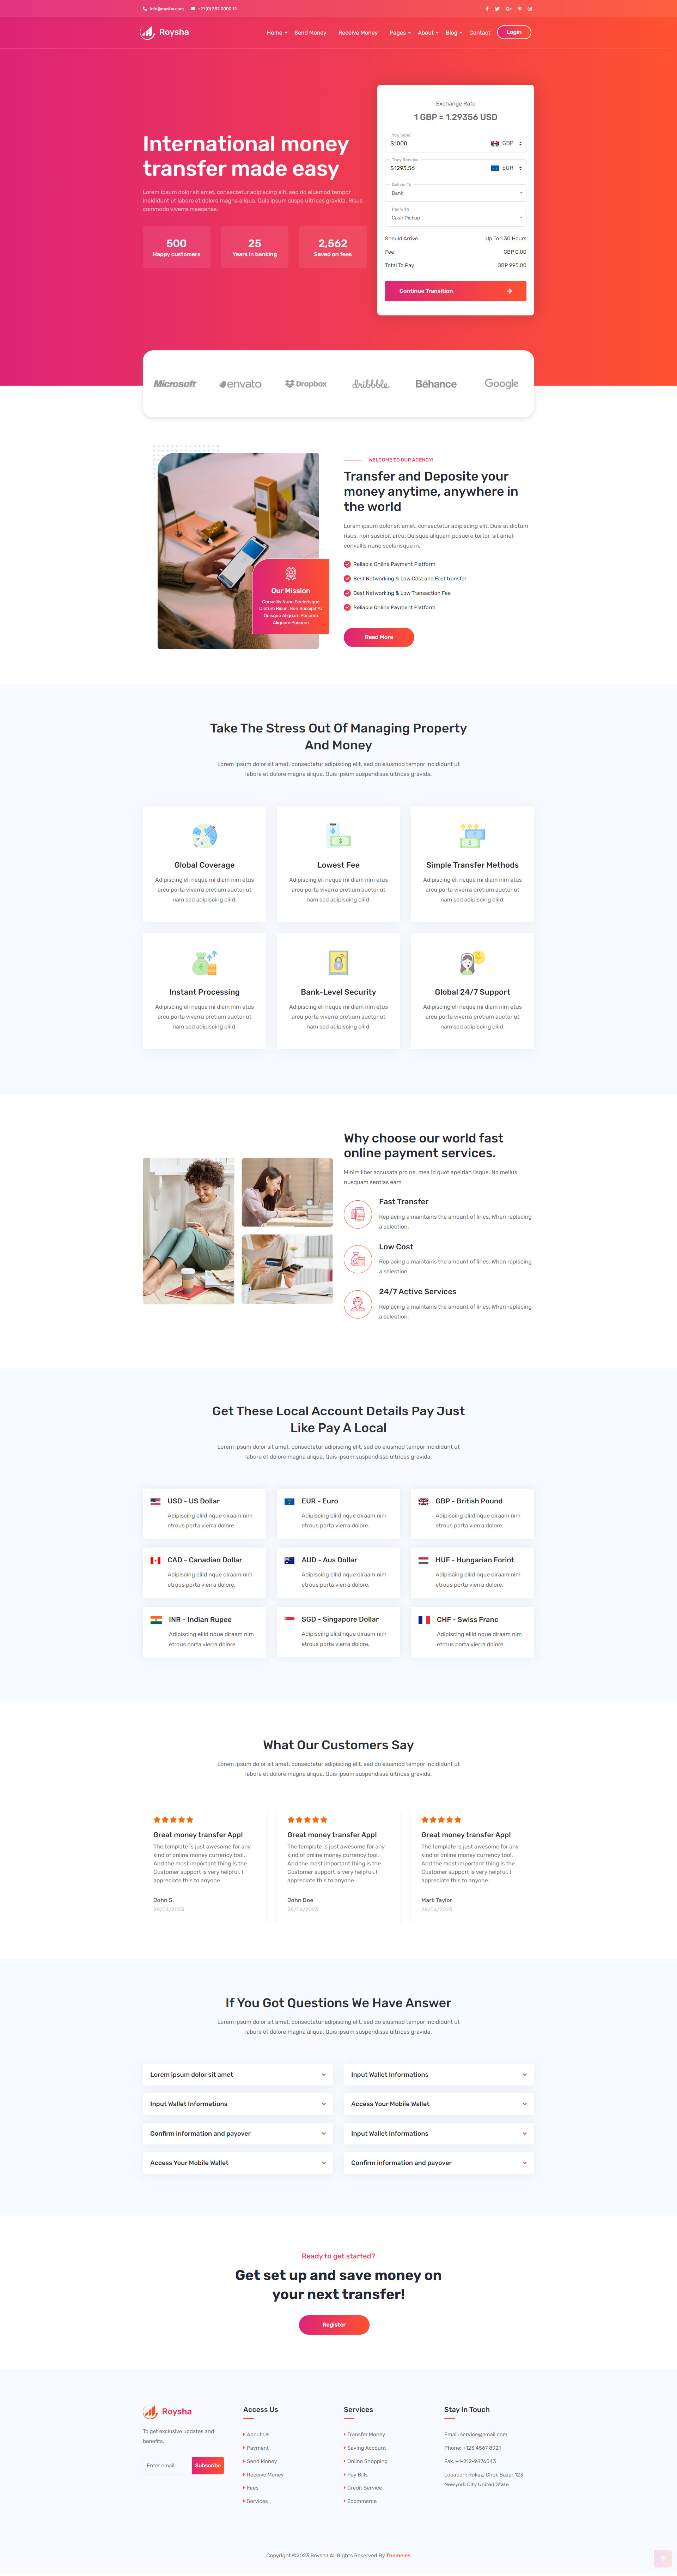 info@roysha.com +39 (0) 332 0000 12
Roysha
Home Send Money Receive Money Pages About Blog Contact Login
International money
transfer made easy
Lorem ipsum dolor sit amet, consectetur adipiscing elit, sed do eiusmod tempor
incididunt ut labore et dolore magna aliqua. Quis ipsum suspendisse ultrices gravida. Risus
commodo viverra maecenas.
500
Happy customers
25
Years in banking
2,562
Saved on fees
Exchange Rate
1 GBP = 1.29356 USD
You Send
$1000 GBP
They Receive
$1293.56 EUR
Deliver To
Bank
Pay With
Cash Pickup
Should Arrive Up To 1.30 Hours
Fee GBP 0.00
Total To Pay GBP 995.00
Continue Transition
Microsoft envato Dropbox dribbble Bēhance Google
WELCOME TO OUR AGENCY!
Transfer and Deposite your
money anytime, anywhere in
the world
Lorem ipsum dolor sit amet, consectetur adipiscing elit. Duis at dictum
risus, non suscipit arcu. Quisque aliquam posuere tortor, sit amet
convallis nunc scelerisque in.
Reliable Online Payment Platform
Best Networking & Low Cost and Fast transfer
Best Networking & Low Transaction Fee
Reliable Online Payment Platform
Read More
Our Mission
Convallis Nunc Scelerisque
Dictum Risus, Non Suscipit Ar
Quisque Aliquam Posuere
Aliquam Posuere
Take The Stress Out Of Managing Property
And Money
Lorem ipsum dolor sit amet, consectetur adipiscing elit, sed do eiusmod tempor incididunt ut
labore et dolore magna aliqua. Quis ipsum suspendisse ultrices gravida.
Global Coverage
Adipiscing eli neque mi diam nim etus
arcu porta viverra pretium auctor ut
nam sed adipiscing elild.
Lowest Fee
Adipiscing eli neque mi diam nim etus
arcu porta viverra pretium auctor ut
nam sed adipiscing elild.
Simple Transfer Methods
Adipiscing eli neque mi diam nim etus
arcu porta viverra pretium auctor ut
nam sed adipiscing elild.
Instant Processing
Adipiscing eli neque mi diam nim etus
arcu porta viverra pretium auctor ut
nam sed adipiscing elild.
Bank-Level Security
Adipiscing eli neque mi diam nim etus
arcu porta viverra pretium auctor ut
nam sed adipiscing elild.
Global 24/7 Support
Adipiscing eli neque mi diam nim etus
arcu porta viverra pretium auctor ut
nam sed adipiscing elild.
Why choose our world fast
online payment services.
Minim liber accusata pro ne, mea id quot aperirian iisque. No melius
nusquam sentias eam
Fast Transfer
Replacing a maintains the amount of lines. When replacing
a selection.
Low Cost
Replacing a maintains the amount of lines. When replacing
a selection.
24/7 Active Services
Replacing a maintains the amount of lines. When replacing
a selection.
Get These Local Account Details Pay Just
Like Pay A Local
Lorem ipsum dolor sit amet, consectetur adipiscing elit, sed do eiusmod tempor incididunt ut
labore et dolore magna aliqua. Quis ipsum suspendisse ultrices gravida.
USD - US Dollar
Adipiscing elild nque diraam nim
etrous porta vierra dolore.
EUR - Euro
Adipiscing elild nque diraam nim
etrous porta vierra dolore.
GBP - British Pound
Adipiscing elild nque diraam nim
etrous porta vierra dolore.
CAD - Canadian Dollar
Adipiscing elild nque diraam nim
etrous porta vierra dolore.
AUD - Aus Dollar
Adipiscing elild nque diraam nim
etrous porta vierra dolore.
HUF - Hungarian Forint
Adipiscing elild nque diraam nim
etrous porta vierra dolore.
INR - Indian Rupee
Adipiscing elild nque diraam nim
etrous porta vierra dolore.
SGD - Singapore Dollar
Adipiscing elild nque diraam nim
etrous porta vierra dolore.
CHF - Swiss Franc
Adipiscing elild nque diraam nim
etrous porta vierra dolore.
What Our Customers Say
Lorem ipsum dolor sit amet, consectetur adipiscing elit, sed do eiusmod tempor incididunt ut
labore et dolore magna aliqua. Quis ipsum suspendisse ultrices gravida.
Great money transfer App!
The template is just awesome for any
kind of online money currency tool.
And the most important thing is the
Customer support is very helpful. I
appreciate this to anyone.
John S.
28/04/2023
Great money transfer App!
The template is just awesome for any
kind of online money currency tool.
And the most important thing is the
Customer support is very helpful. I
appreciate this to anyone.
John Doe
28/04/2023
Great money transfer App!
The template is just awesome for any
kind of online money currency tool.
And the most important thing is the
Customer support is very helpful. I
appreciate this to anyone.
Mark Taylor
28/04/2023
If You Got Questions We Have Answer
Lorem ipsum dolor sit amet, consectetur adipiscing elit, sed do eiusmod tempor incididunt ut
labore et dolore magna aliqua. Quis ipsum suspendisse ultrices gravida.
Lorem ipsum dolor sit amet
Input Wallet Informations
Confirm information and payover
Access Your Mobile Wallet
Input Wallet Informations
Access Your Mobile Wallet
Input Wallet Informations
Confirm information and payover
Ready to get started?
Get set up and save money on
your next transfer!
Register
Roysha
To get exclusive updates and
benefits.
Enter email Subscribe
Access Us
About Us
Payment
Send Money
Receive Money
Fees
Services
Services
Transfer Money
Saving Account
Online Shopping
Pay Bills
Credit Service
Ecommerce
Stay In Touch
Email: service@email.com
Phone: +123 4567 8921
Fax: +1-212-9876543
Location: Rokaz, Chok Bazar 123
Newyork City United State
Copyright ©2023 Roysha All Rights Reserved By Themeies